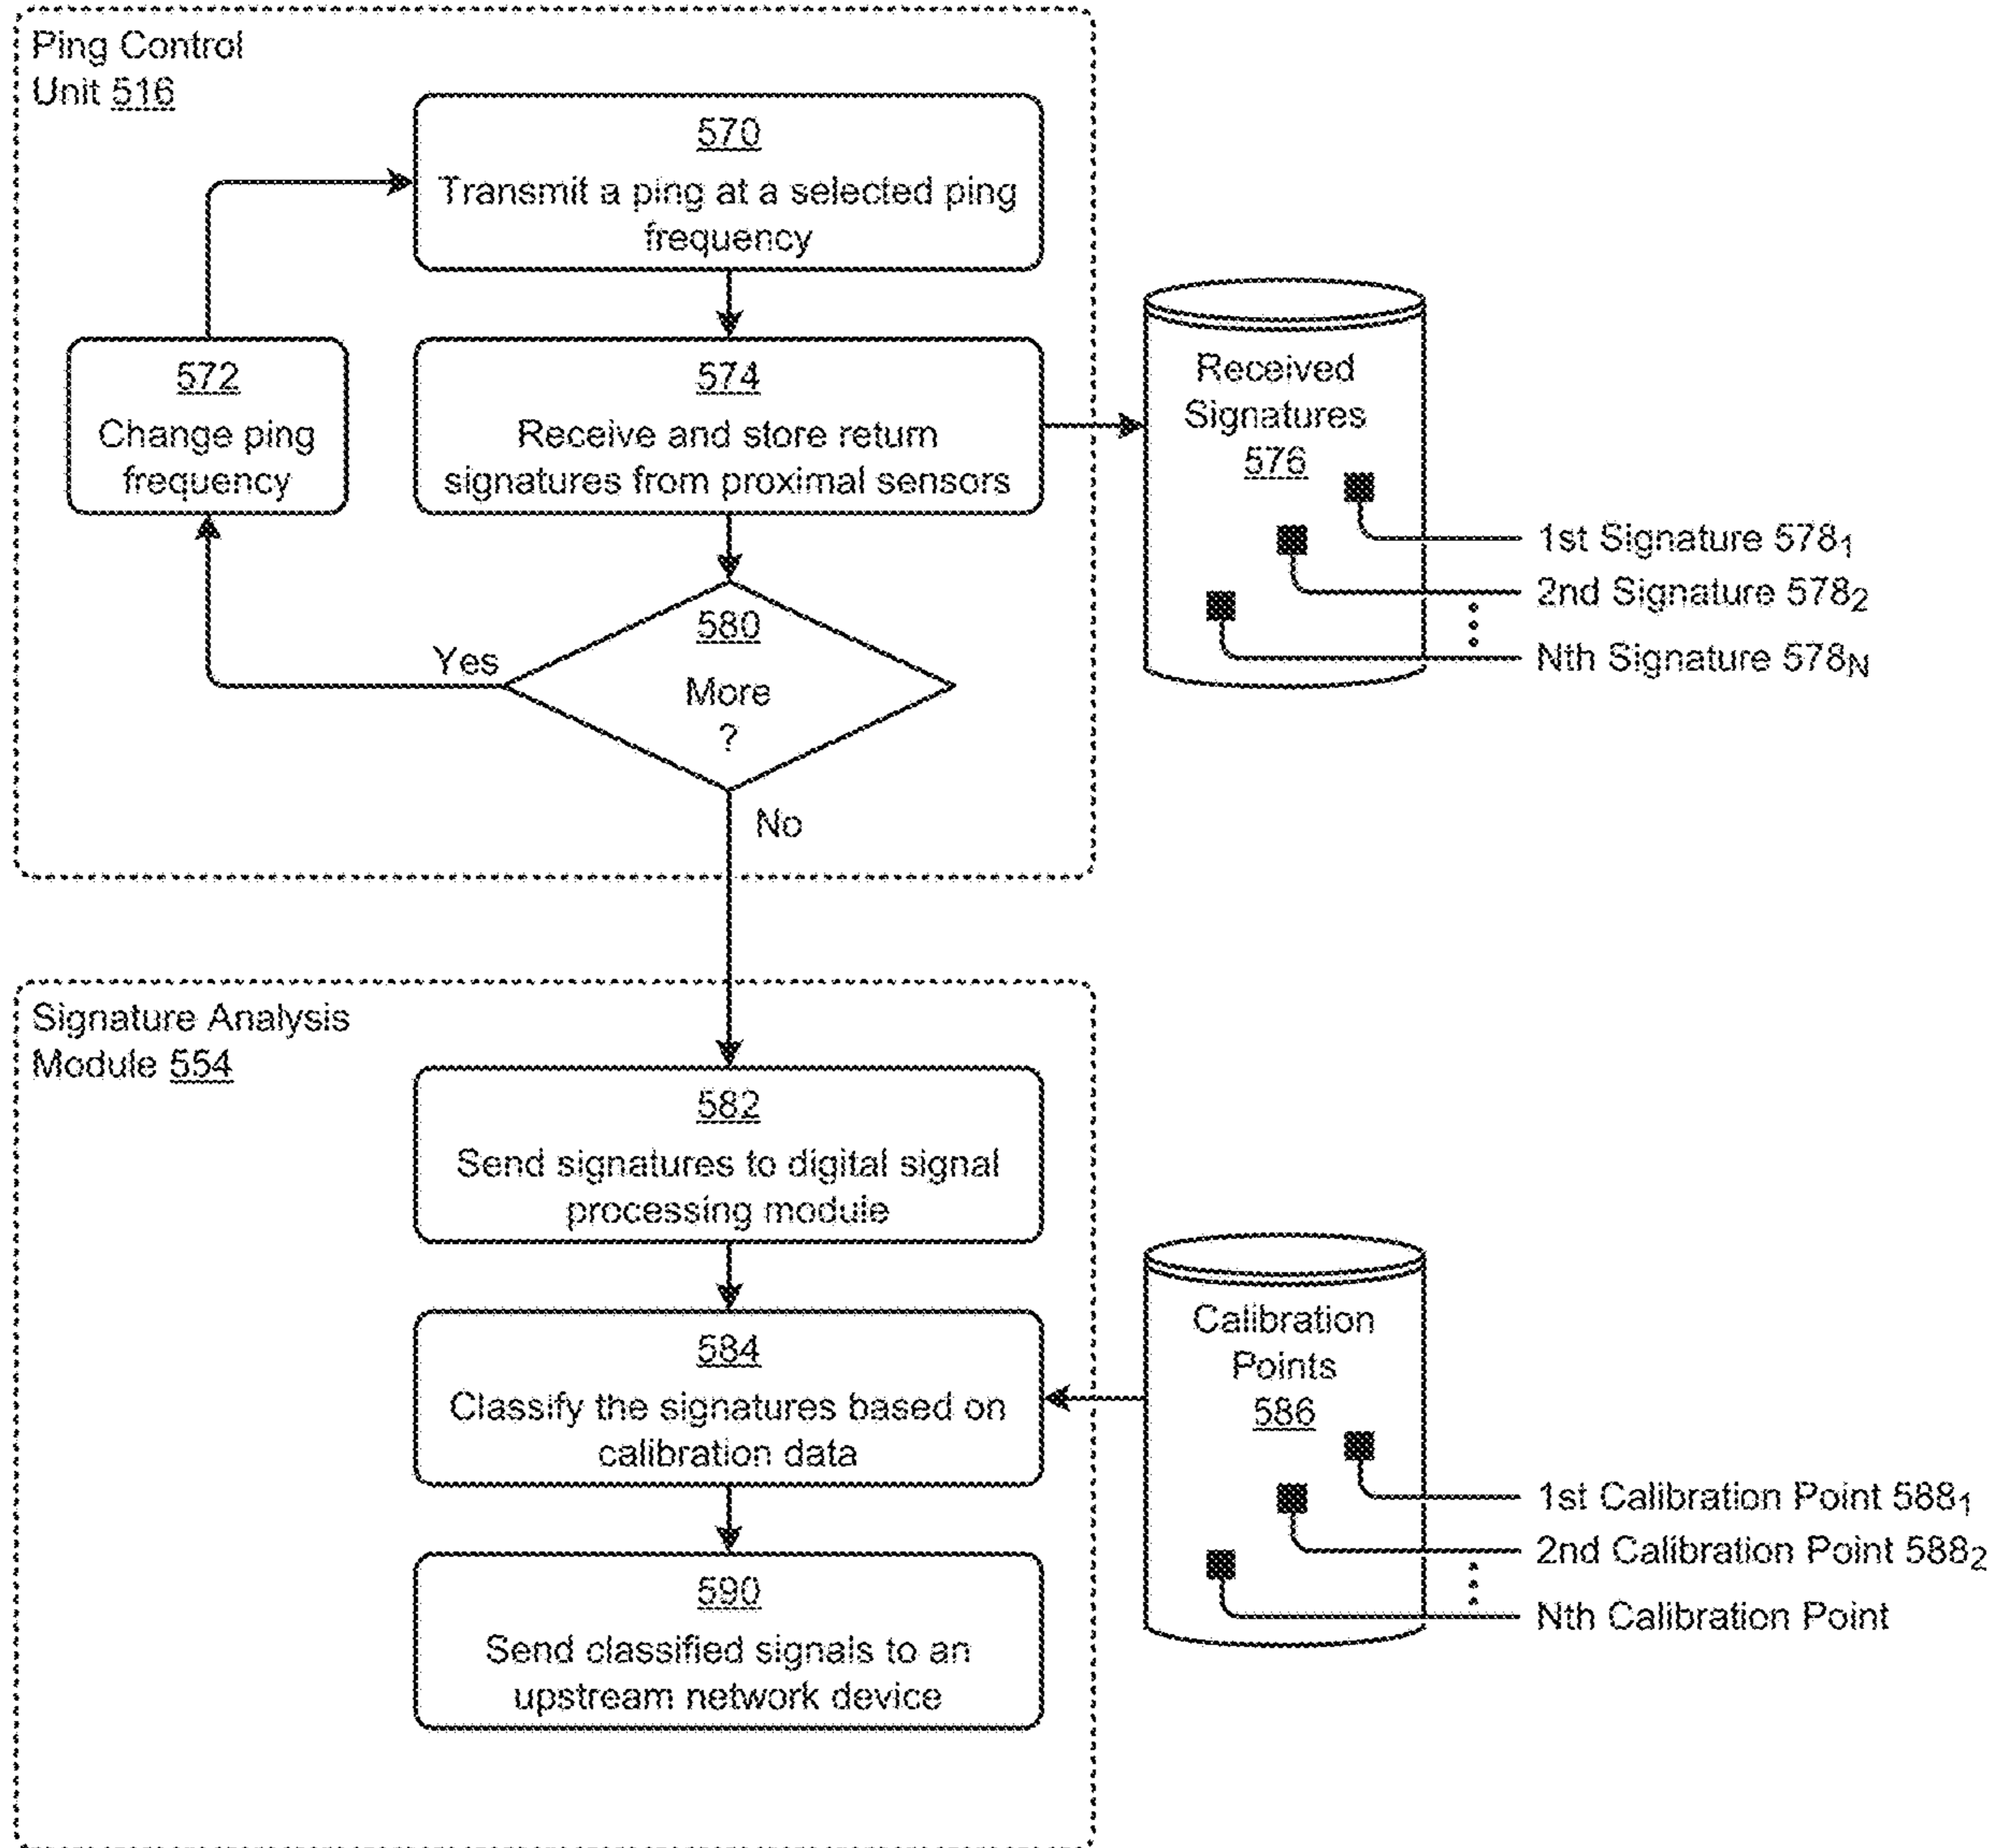 Ping Control
Unit 516
570
Transmit a ping at a selected ping
frequency
572
Change ping
frequency
574
Receive and store return
signatures from proximal sensors
Received
Signatures
576
1st Signature 578₁
2nd Signature 578₂
Nth Signature 578N
580
More
?
Yes
No
Signature Analysis
Module 554
582
Send signatures to digital signal
processing module
584
Classify the signatures based on
calibration data
Calibration
Points
586
1st Calibration Point 588₁
2nd Calibration Point 588₂
Nth Calibration Point
590
Send classified signals to an
upstream network device